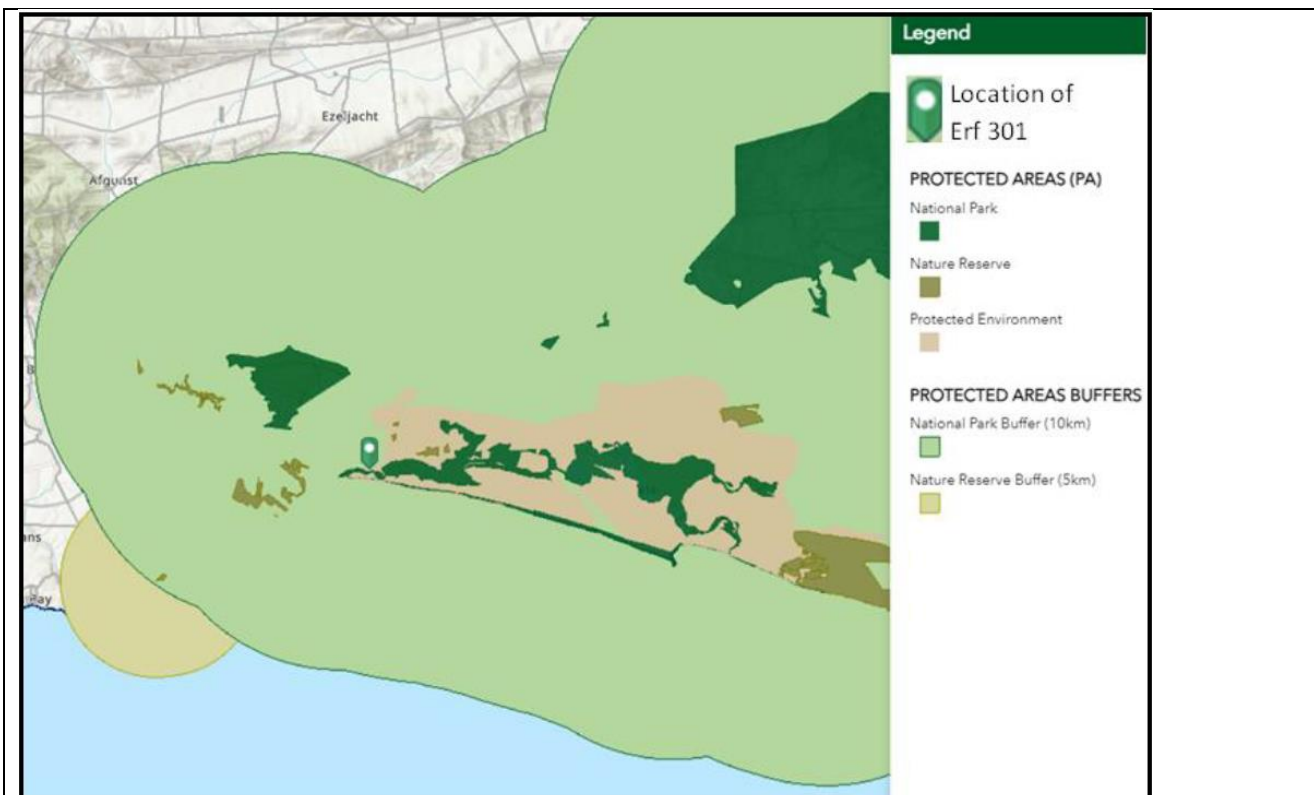 Ezeljacht
Afgunst
B
ans
Bay
Legend
Location of
Erf 301
PROTECTED AREAS (PA)
National Park
Nature Reserve
Protected Environment
PROTECTED AREAS BUFFERS
National Park Buffer (10km)
Nature Reserve Buffer (5km)